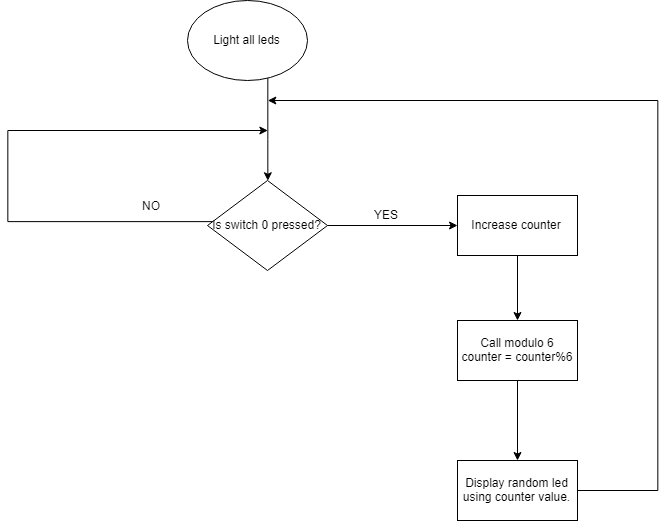 Light all leds
NO
YES
Is switch 0 pressed?
Increase counter
Call modulo 6
counter = counter%6
Display random led
using counter value.